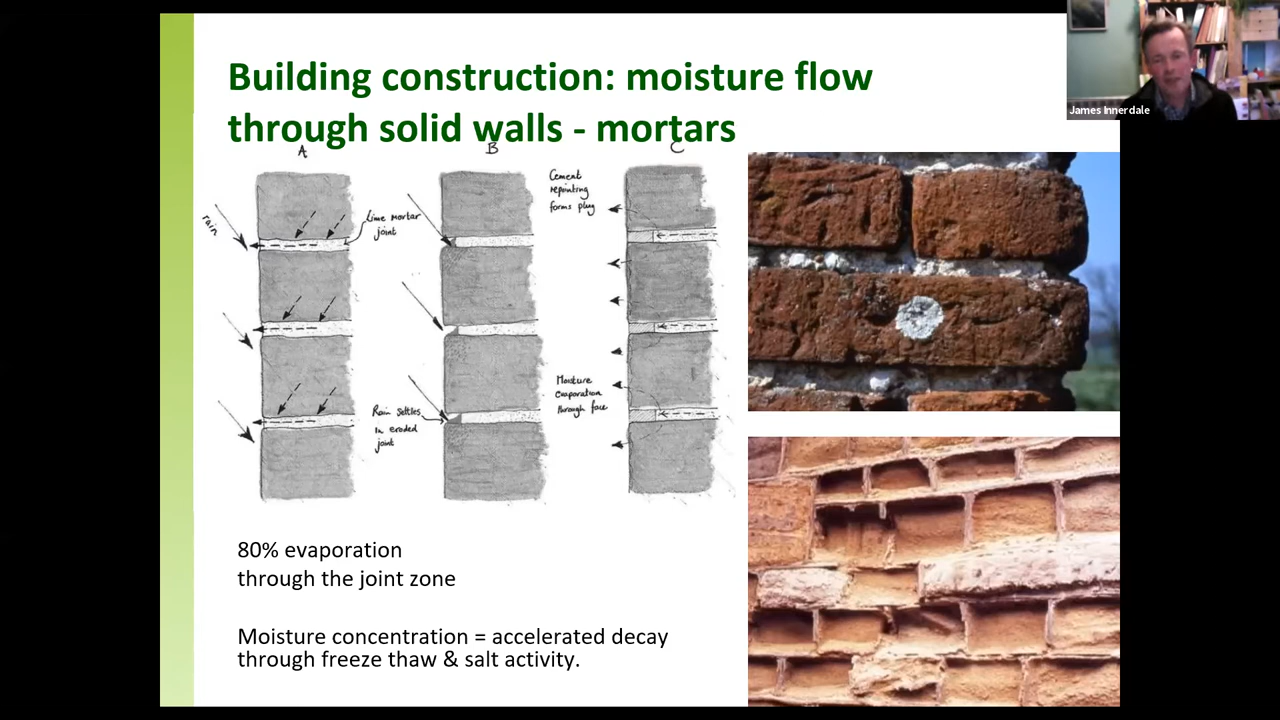 Building construction: moisture flow
through solid walls - mortars
James Innerdale
A
B
C
rain
Lime mortar
joint
Rain settles
in eroded
joint
Cement
repointing
forms plug
Moisture
Evaporation
through face
80% evaporation
through the joint zone
Moisture concentration = accelerated decay
through freeze thaw & salt activity.